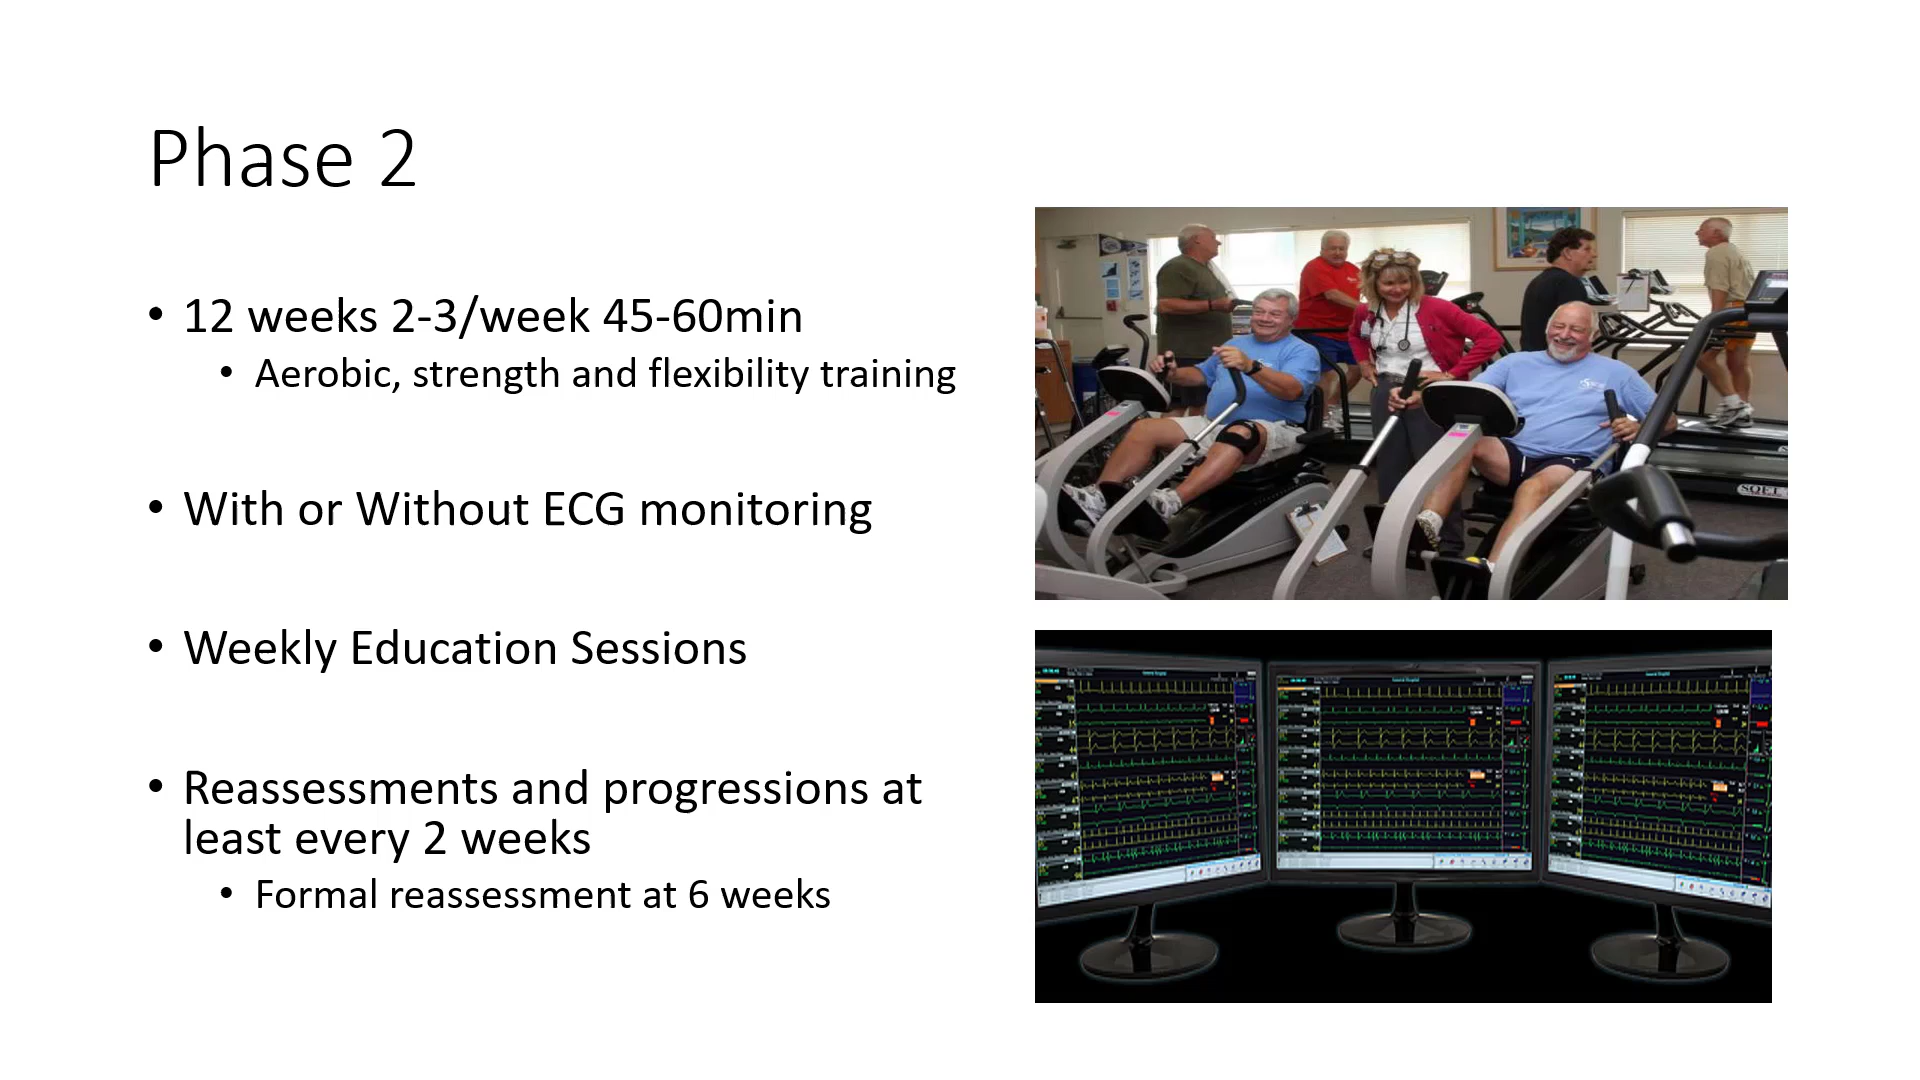 Phase 2
• 12 weeks 2-3/week 45-60min
• Aerobic, strength and flexibility training
• With or Without ECG monitoring
• Weekly Education Sessions
• Reassessments and progressions at
least every 2 weeks
• Formal reassessment at 6 weeks